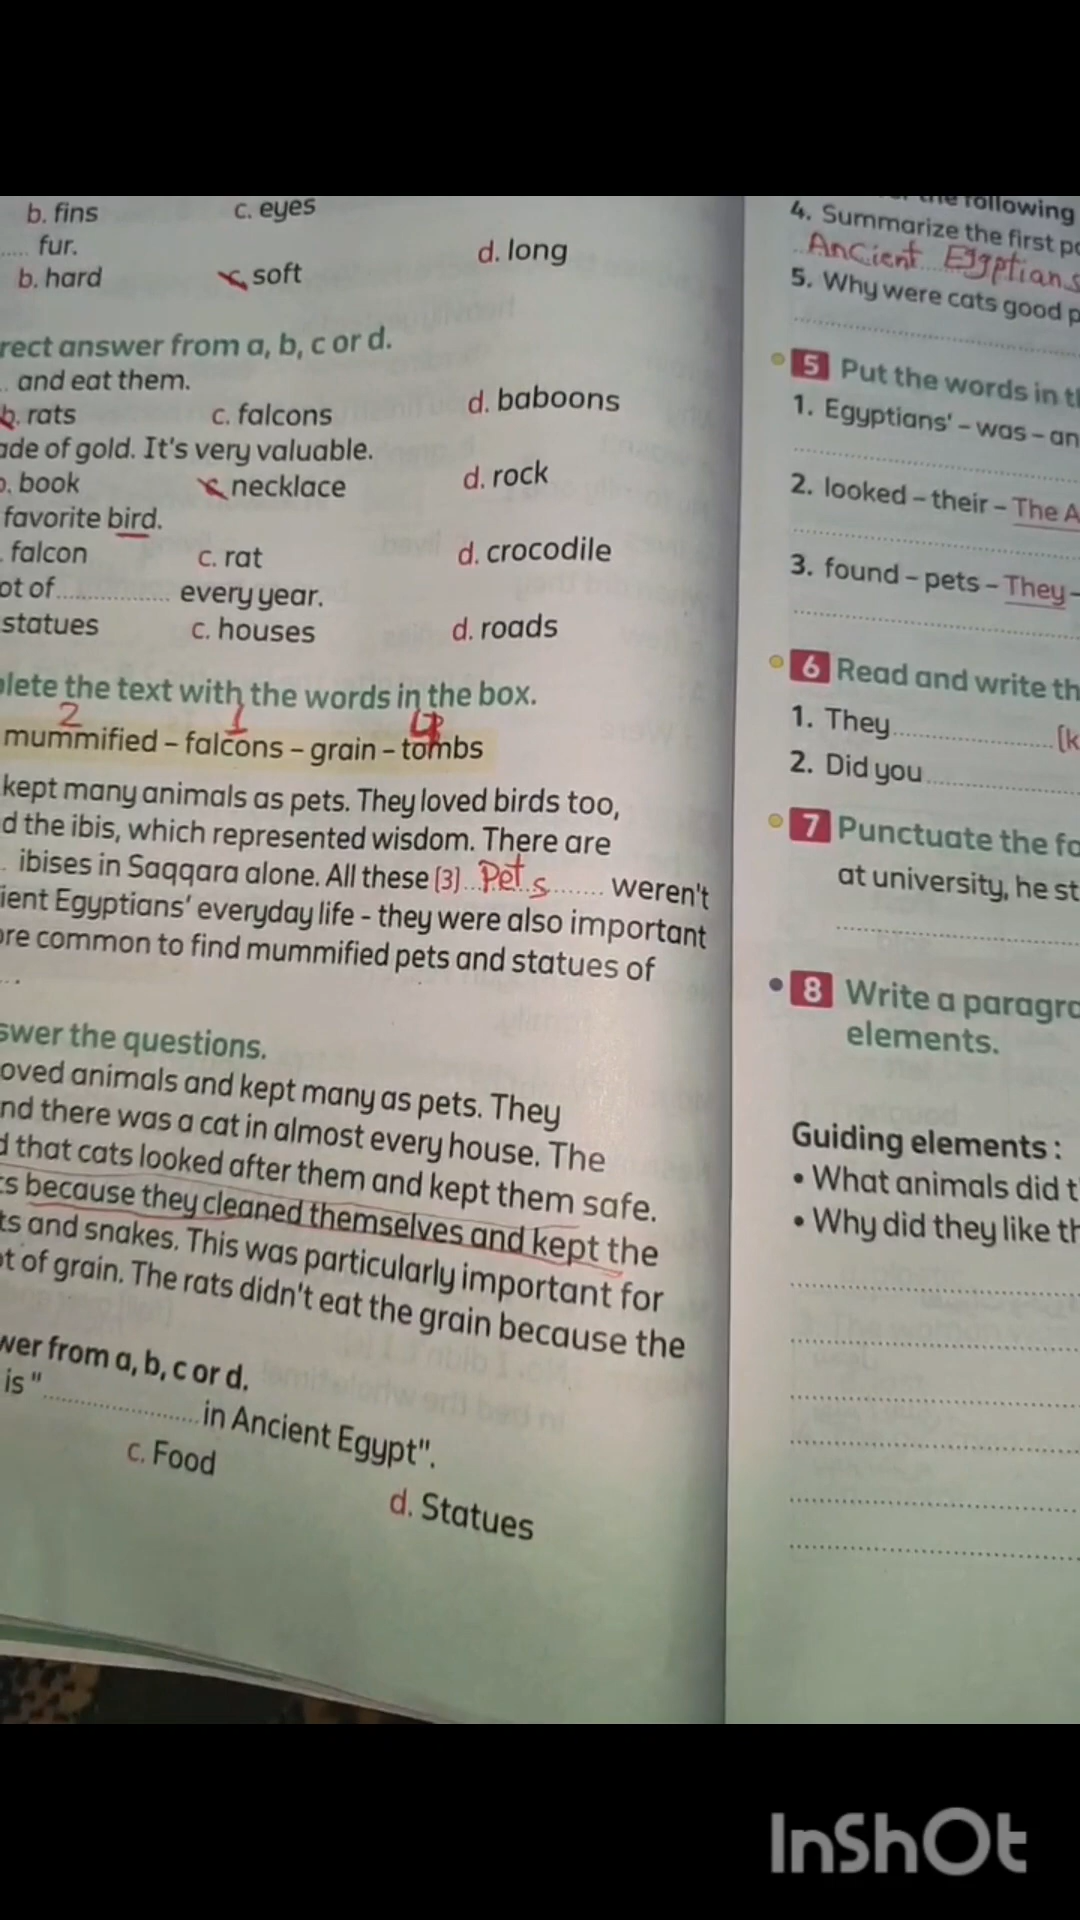 b. fins c. eyes
..... fur. d. long
b. hard c. soft
rect answer from a, b, c or d.
and eat them.
b. rats c. falcons d. baboons
ade of gold. It's very valuable.
b. book c. necklace d. rock
favorite bird.
falcon c. rat d. crocodile
ot of.................. every year.
statues c. houses d. roads
plete the text with the words in the box.
2 1 4
mummified – falcons – grain – tombs
kept many animals as pets. They loved birds too,
d the ibis, which represented wisdom. There are
ibises in Saqqara alone. All these (3) Pets weren't
ient Egyptians' everyday life - they were also important
ore common to find mummified pets and statues of
swer the questions.
oved animals and kept many as pets. They
nd there was a cat in almost every house. The
d that cats looked after them and kept them safe.
ts because they cleaned themselves and kept the
ts and snakes. This was particularly important for
ot of grain. The rats didn't eat the grain because the
wer from a, b, c or d.
is "........................in Ancient Egypt".
c. Food d. Statues
the following
4. Summarize the first pa
Ancient Egyptians
5. Why were cats good p
5 Put the words in th
1. Egyptians' – was – an
2. looked – their – The A
3. found – pets – They –
6 Read and write th
1. They........................ (k
2. Did you
7 Punctuate the fo
at university, he st
8 Write a paragra
elements.
Guiding elements :
• What animals did t
• Why did they like th
InShOt